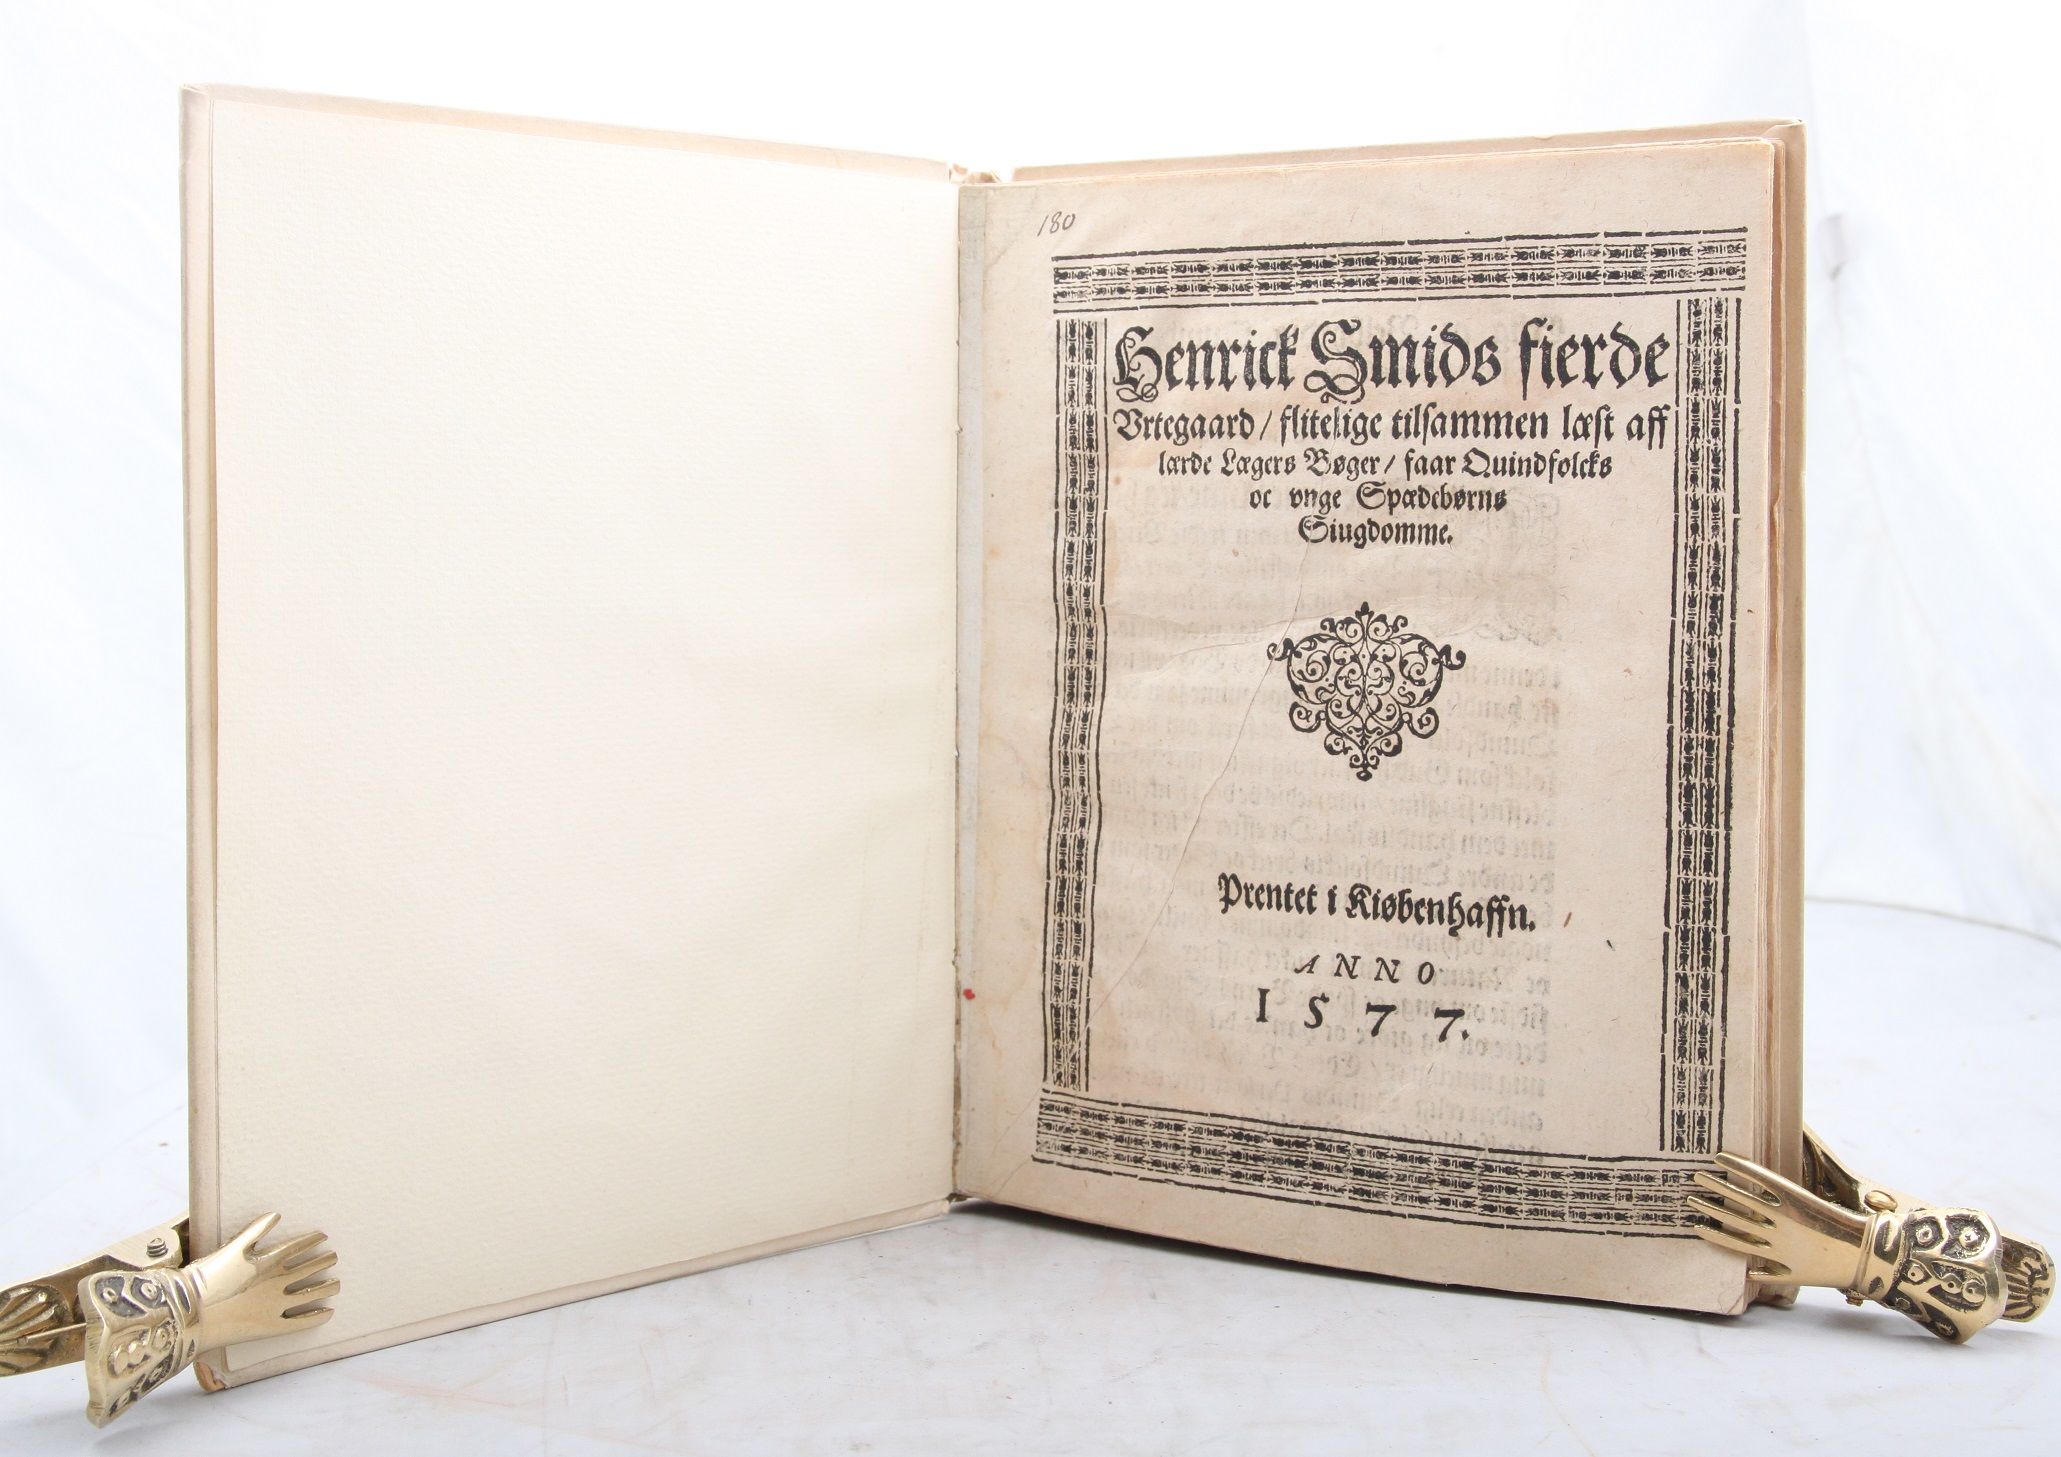 180
Henrick Smids fierde
Vrtegaard / flitelige tilsammen læst aff
lærde Lægers Bøger / faar Quindfolcks
oc vnge Spædebørns
Siugdomme.
Prentet i Kiøbenhaffn.
ANNO
1577.